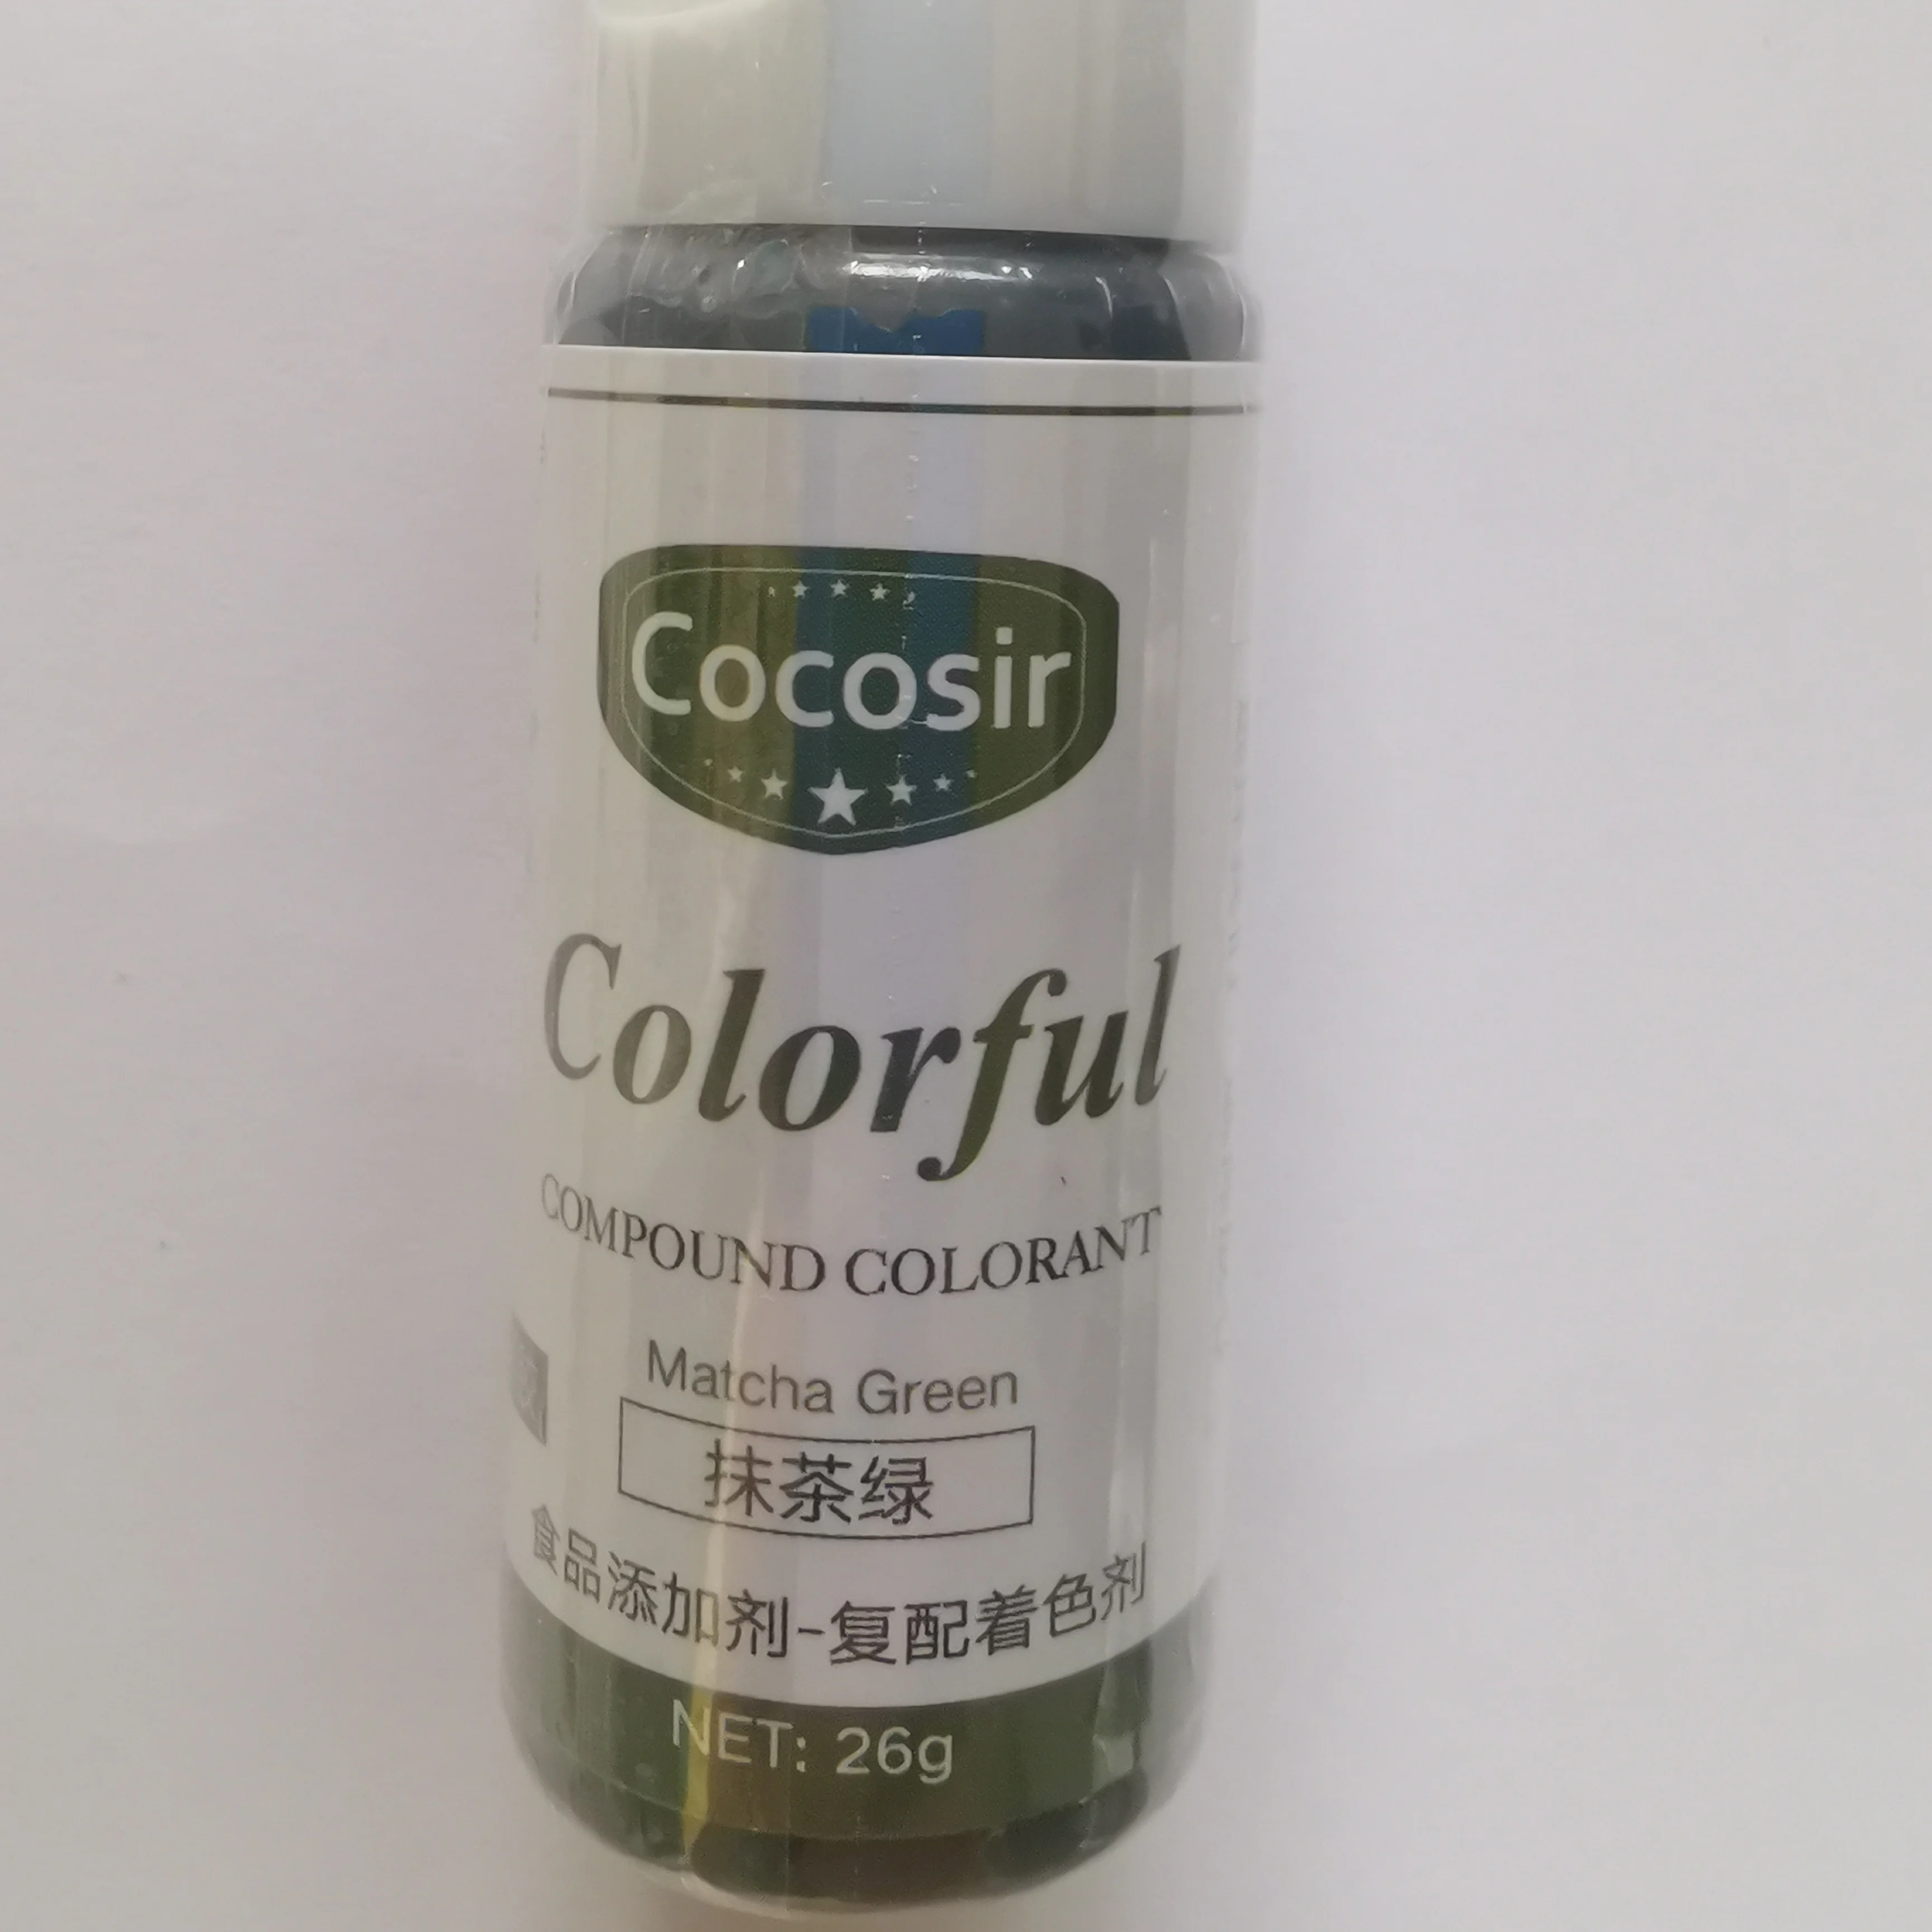 Cocosir
Colorful
COMPOUND COLORANT
Matcha Green
抹茶绿
食品添加剂-复配着色剂
NET: 26g